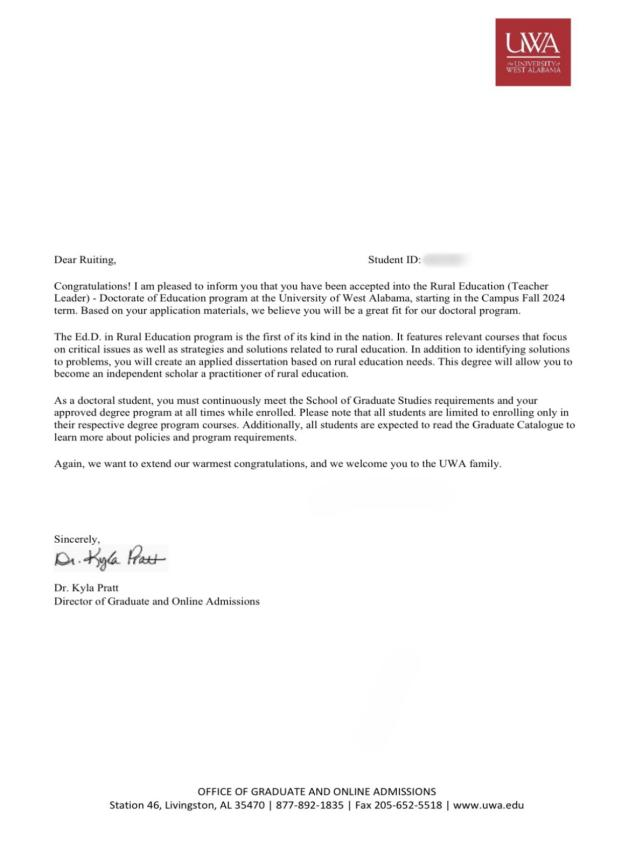 UWA
THE UNIVERSITY of
WEST ALABAMA
Dear Ruiting,
Student ID:
Congratulations! I am pleased to inform you that you have been accepted into the Rural Education (Teacher
Leader) - Doctorate of Education program at the University of West Alabama, starting in the Campus Fall 2024
term. Based on your application materials, we believe you will be a great fit for our doctoral program.
The Ed.D. in Rural Education program is the first of its kind in the nation. It features relevant courses that focus
on critical issues as well as strategies and solutions related to rural education. In addition to identifying solutions
to problems, you will create an applied dissertation based on rural education needs. This degree will allow you to
become an independent scholar a practitioner of rural education.
As a doctoral student, you must continuously meet the School of Graduate Studies requirements and your
approved degree program at all times while enrolled. Please note that all students are limited to enrolling only in
their respective degree program courses. Additionally, all students are expected to read the Graduate Catalogue to
learn more about policies and program requirements.
Again, we want to extend our warmest congratulations, and we welcome you to the UWA family.
Sincerely,
Dr. Kyla Pratt
Dr. Kyla Pratt
Director of Graduate and Online Admissions
OFFICE OF GRADUATE AND ONLINE ADMISSIONS
Station 46, Livingston, AL 35470 | 877-892-1835 | Fax 205-652-5518 | www.uwa.edu